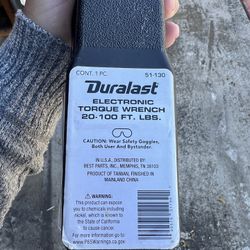 CONT. 1 PC. 51-130
Duralast
ELECTRONIC
TORQUE WRENCH
20-100 FT. LBS.
CAUTION: Wear Safety Goggles,
Both User And Bystander.
IN U.S.A., DISTRIBUTED BY:
BEST PARTS, INC., MEMPHIS, TN 38103
PRODUCT OF TAIWAN, FINISHED IN
MAINLAND CHINA
WARNING:
This product can expose
you to chemicals including
nickel, which is known to
the State of California
to cause cancer.
For more information go to
www.P65Warnings.ca.gov